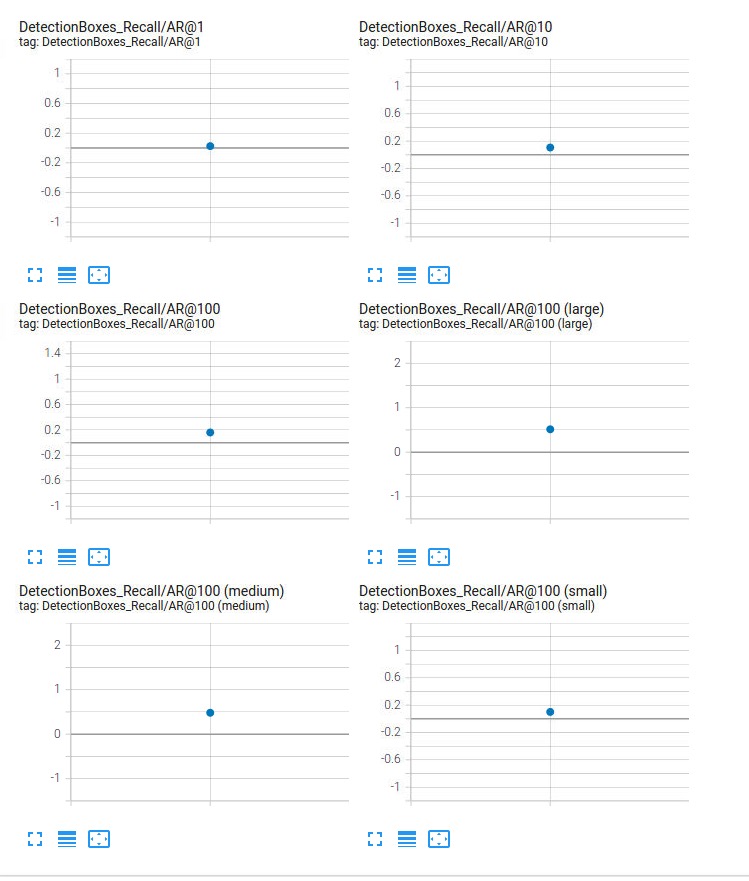 DetectionBoxes_Recall/AR@1
tag: DetectionBoxes_Recall/AR@1
1
0.6
0.2
-0.2
-0.6
-1
DetectionBoxes_Recall/AR@10
tag: DetectionBoxes_Recall/AR@10
1
0.6
0.2
-0.2
-0.6
-1
DetectionBoxes_Recall/AR@100
tag: DetectionBoxes_Recall/AR@100
1.4
1
0.6
0.2
-0.2
-0.6
-1
DetectionBoxes_Recall/AR@100 (large)
tag: DetectionBoxes_Recall/AR@100 (large)
2
1
0
-1
DetectionBoxes_Recall/AR@100 (medium)
tag: DetectionBoxes_Recall/AR@100 (medium)
2
1
0
-1
DetectionBoxes_Recall/AR@100 (small)
tag: DetectionBoxes_Recall/AR@100 (small)
1
0.6
0.2
-0.2
-0.6
-1